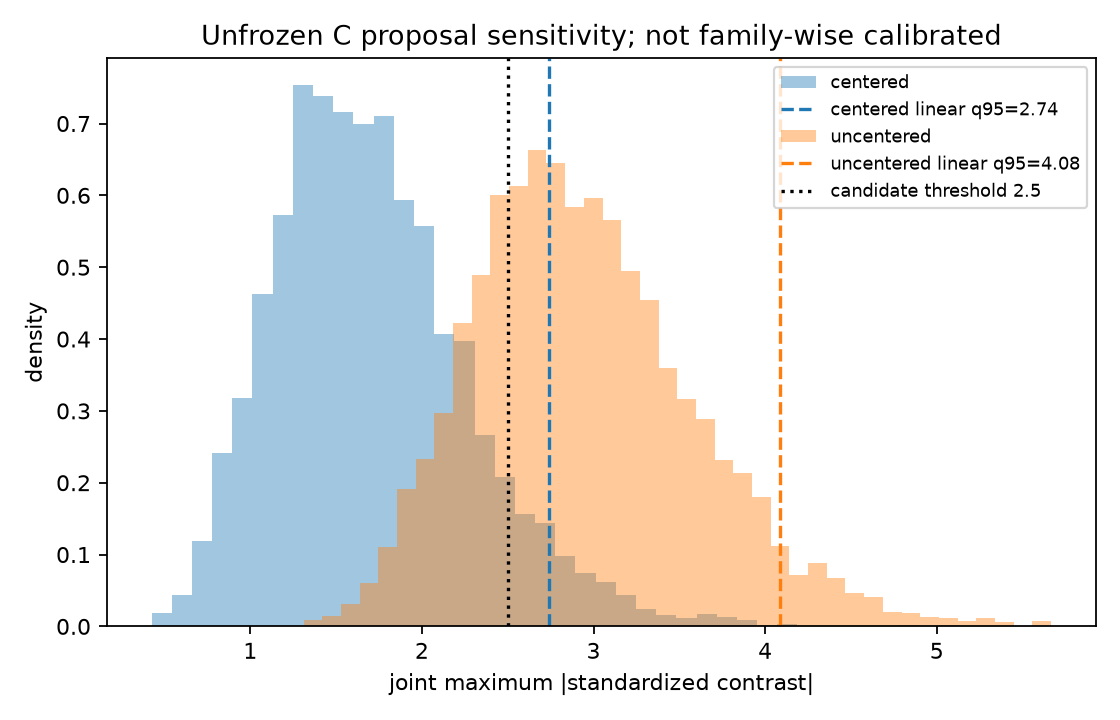 Unfrozen C proposal sensitivity; not family-wise calibrated
centered
centered linear q95=2.74
uncentered
uncentered linear q95=4.08
candidate threshold 2.5
density
0.7
0.6
0.5
0.4
0.3
0.2
0.1
0.0
1 2 3 4 5
joint maximum |standardized contrast|